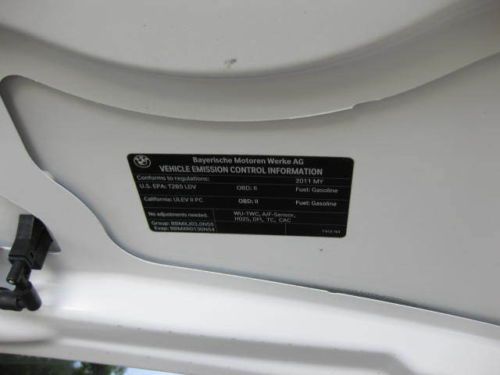 Bayerische Motoren Werke AG
VEHICLE EMISSION CONTROL INFORMATION
Conforms to regulations: 2011 MY
U.S. EPA: T2B5 LDV OBD: II Fuel: Gasoline
California: ULEV II PC OBD: II Fuel: Gasoline
No adjustments needed. WU-TWC, A/F-Sensor,
HO2S, DFI, TC, CAC
Group:
Evap: